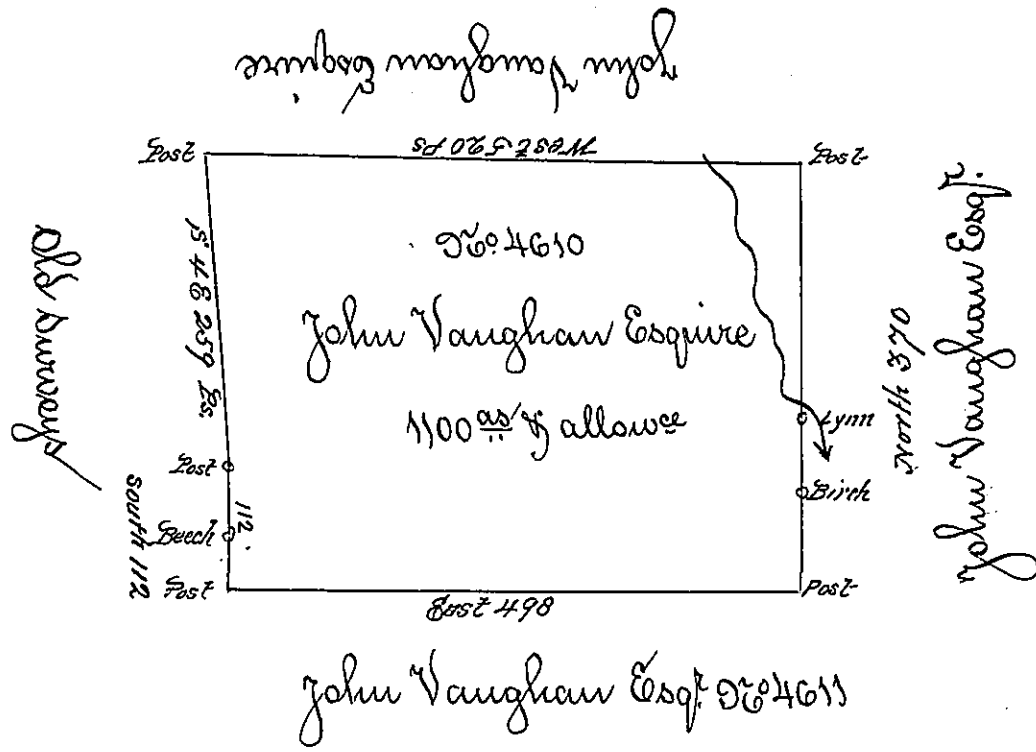 John Vaughan Esquire
West 520 Ps
Post
Post
No. 4610
John Vaughan Esquire
1100 as & allowce
S 4 E 259 Ps
Old Surveys
Post
112
Beech
South 112
Post
Lynn
Birch
Post
North 370
John Vaughan Esqr.
East 498
John Vaughan Esqr. No 4611